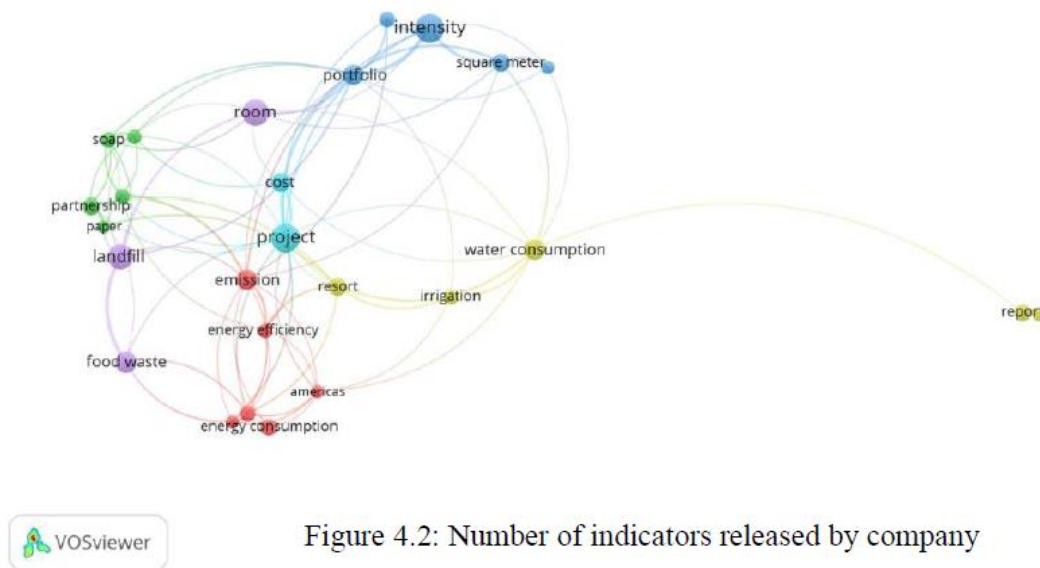 intensity
square meter
portfolio
room
soap
cost
partnership
paper
project
landfill
water consumption
emission
resort
irrigation
report
energy efficiency
food waste
americas
energy consumption
VOSviewer
Figure 4.2: Number of indicators released by company